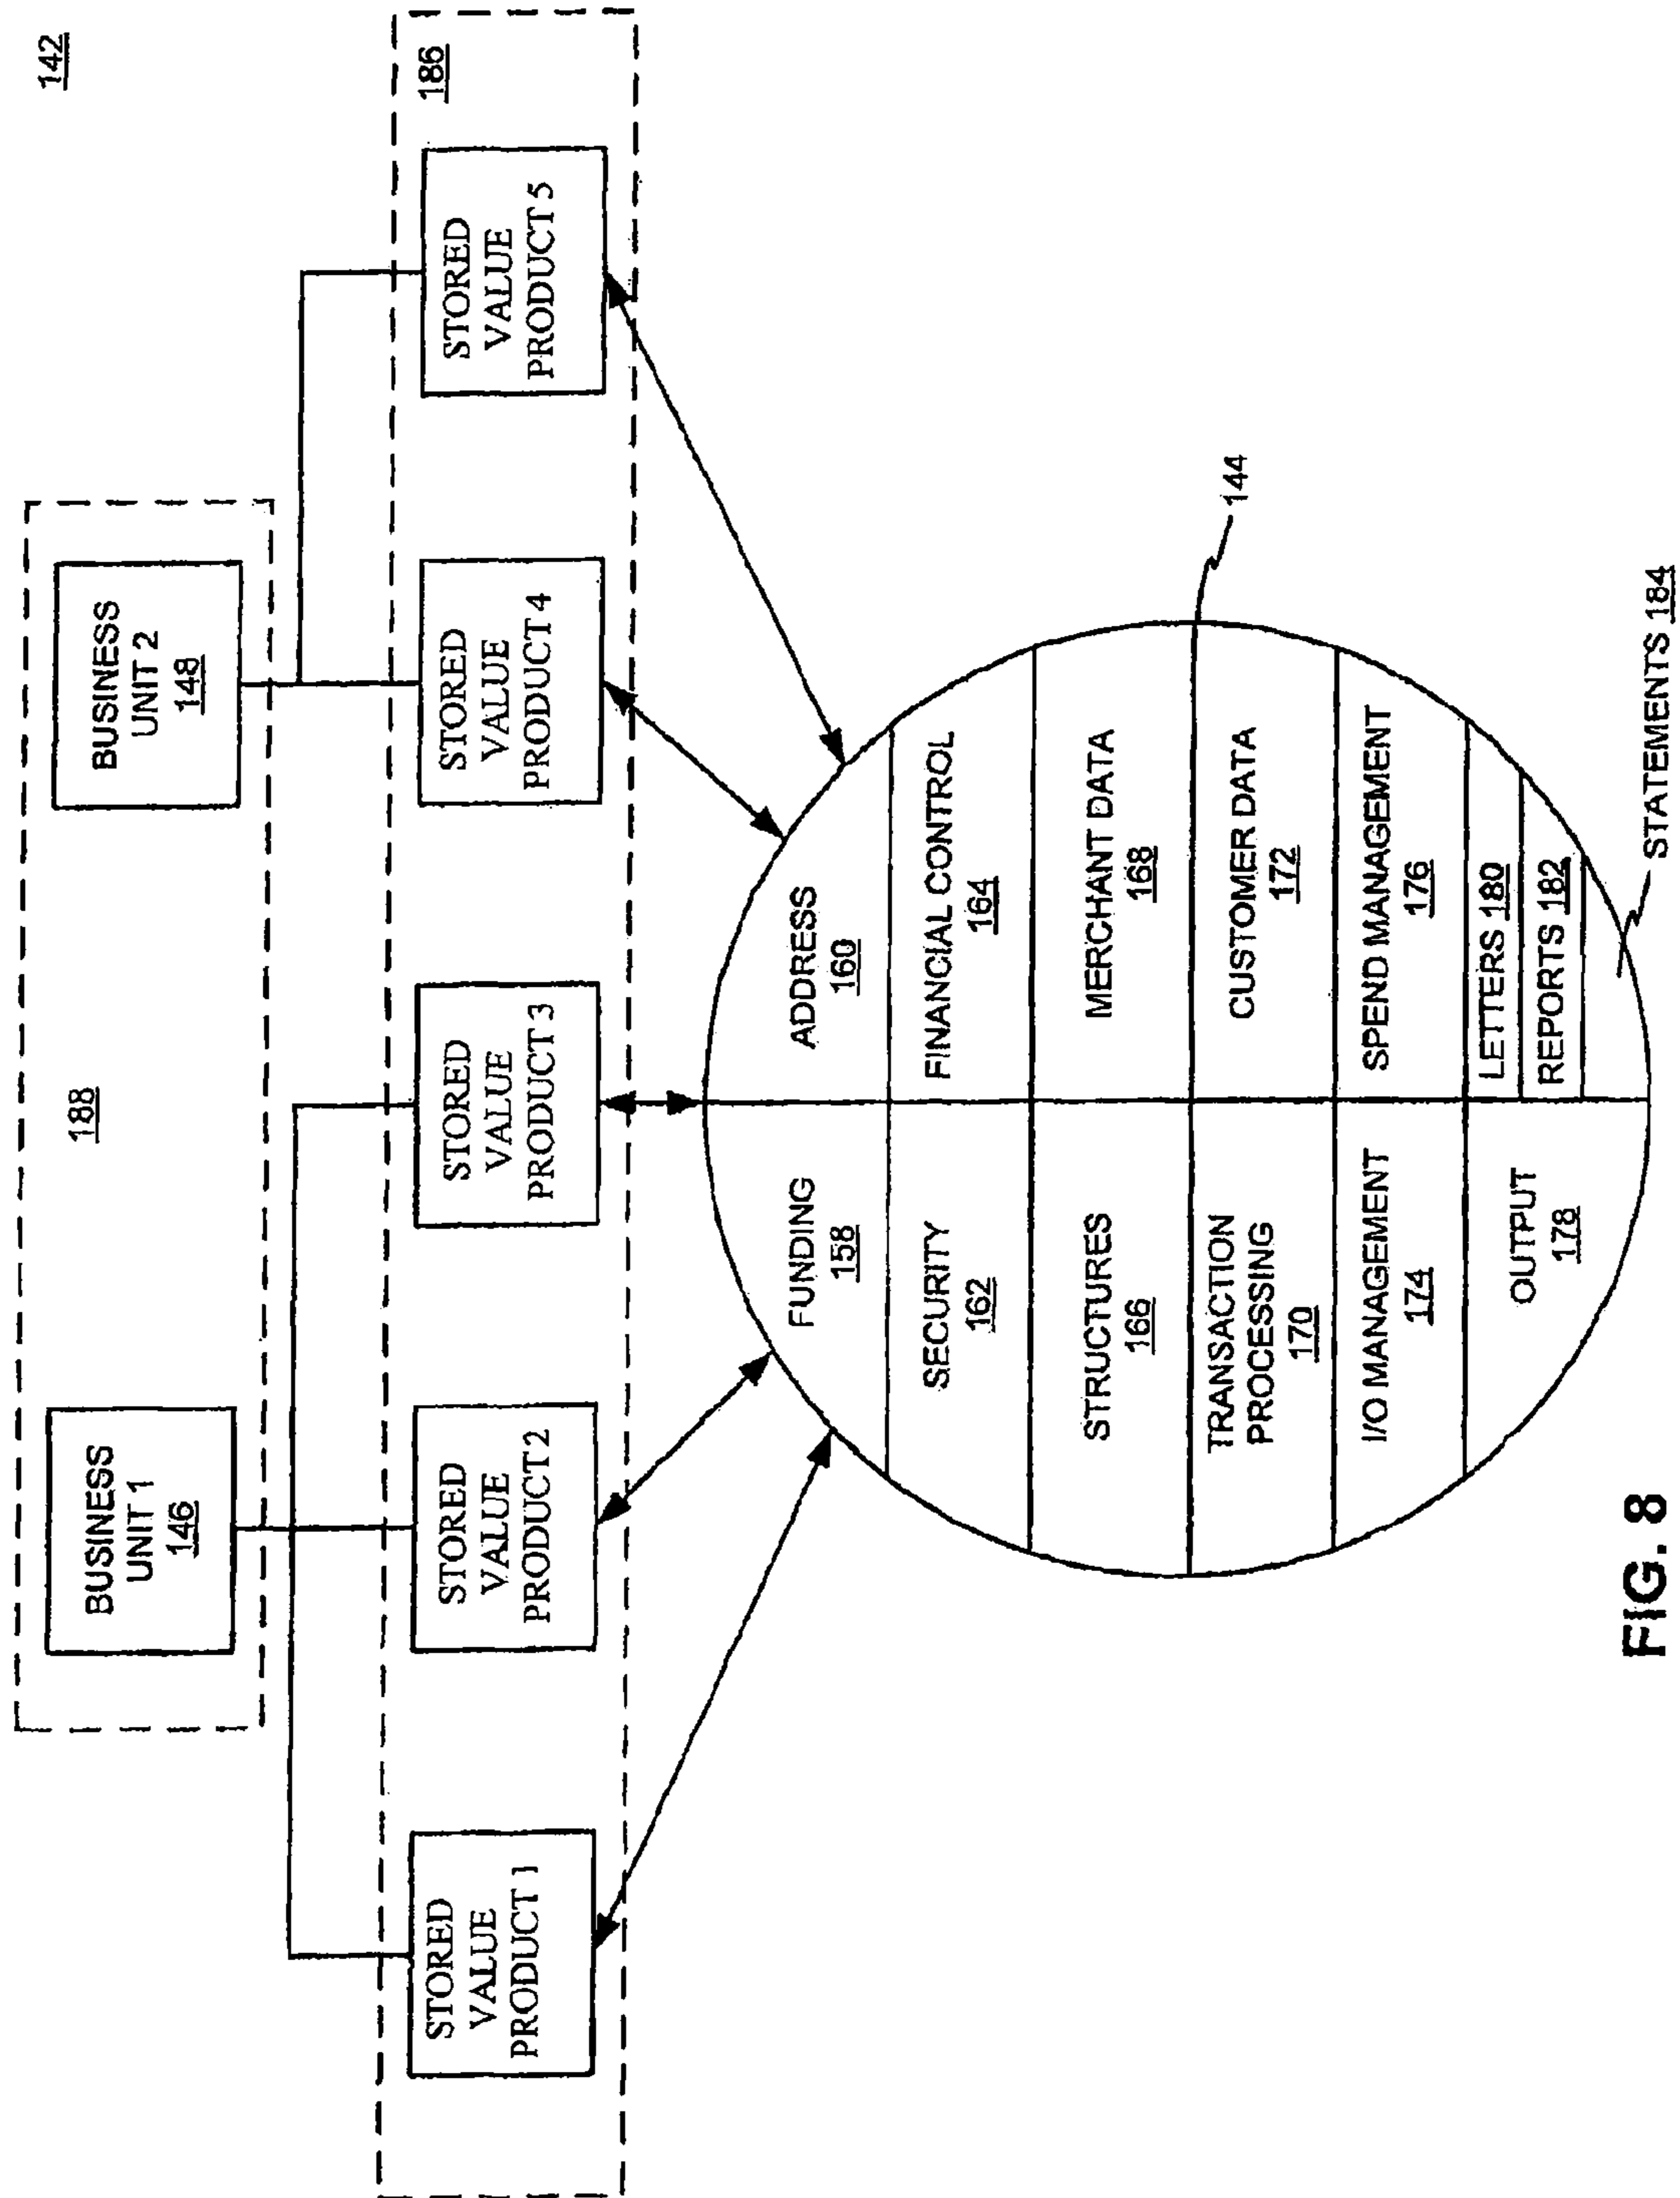 142
188
BUSINESS
UNIT 1
146
BUSINESS
UNIT 2
148
186
STORED
VALUE
PRODUCT 1
STORED
VALUE
PRODUCT 2
STORED
VALUE
PRODUCT 3
STORED
VALUE
PRODUCT 4
STORED
VALUE
PRODUCT 5
FUNDING
158
ADDRESS
160
SECURITY
162
FINANCIAL CONTROL
164
STRUCTURES
166
MERCHANT DATA
168
144
TRANSACTION
PROCESSING
170
CUSTOMER DATA
172
I/O MANAGEMENT
174
SPEND MANAGEMENT
176
OUTPUT
178
LETTERS 180
REPORTS 182
STATEMENTS 184
FIG. 8